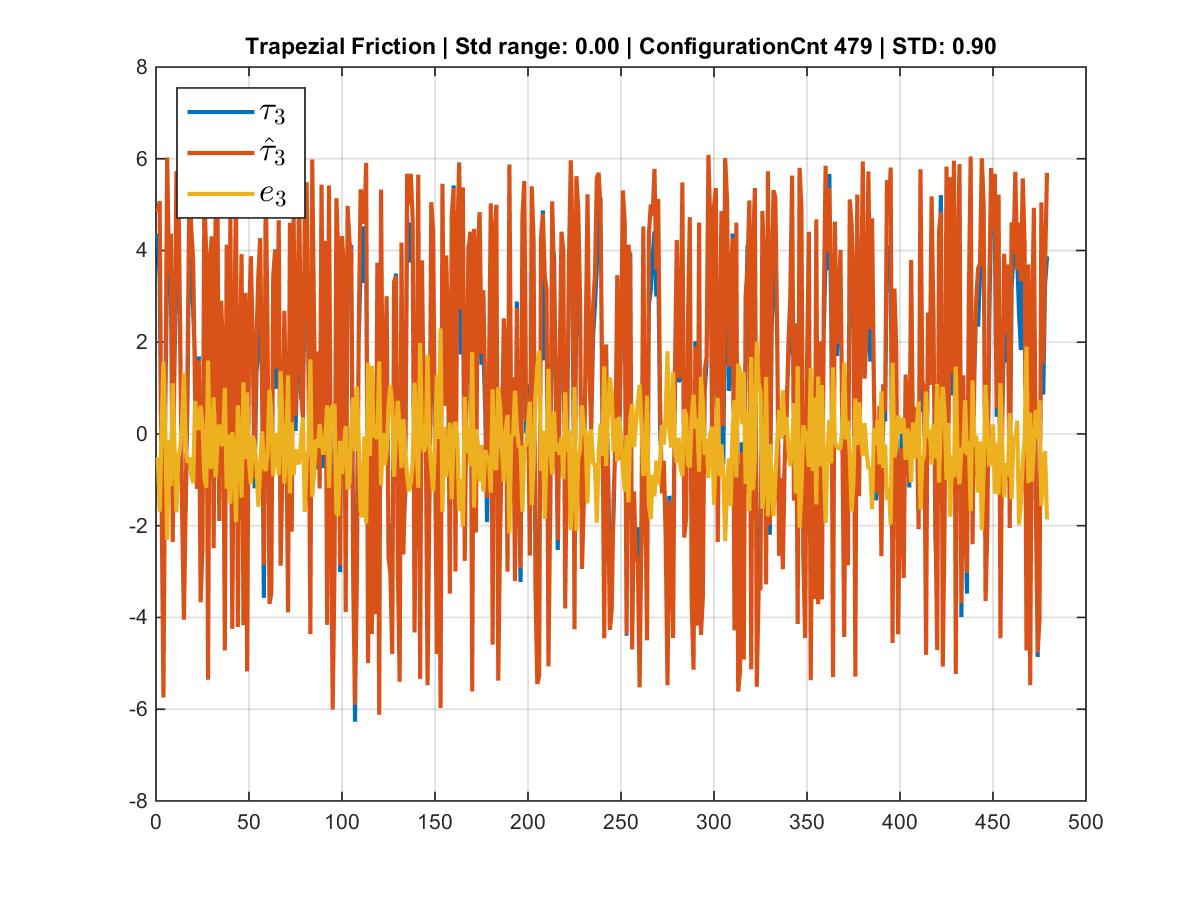 Trapezial Friction | Std range: 0.00 | ConfigurationCnt 479 | STD: 0.90
8
6
4
2
0
-2
-4
-6
-8
τ₃
τ̂₃
e₃
0 50 100 150 200 250 300 350 400 450 500